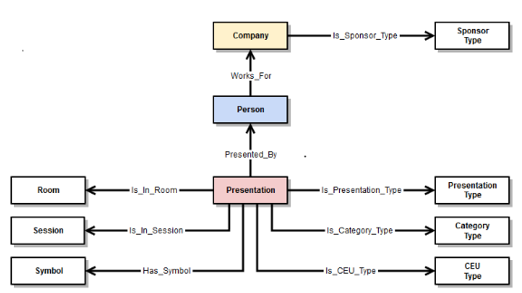 Company
Is_Sponsor_Type
Sponsor
Type
Works_For
Person
Presented_By
Room
Is_In_Room
Presentation
Is_Presentation_Type
Presentation
Type
Session
Is_In_Session
Is_Category_Type
Category
Type
Symbol
Has_Symbol
Is_CEU_Type
CEU
Type